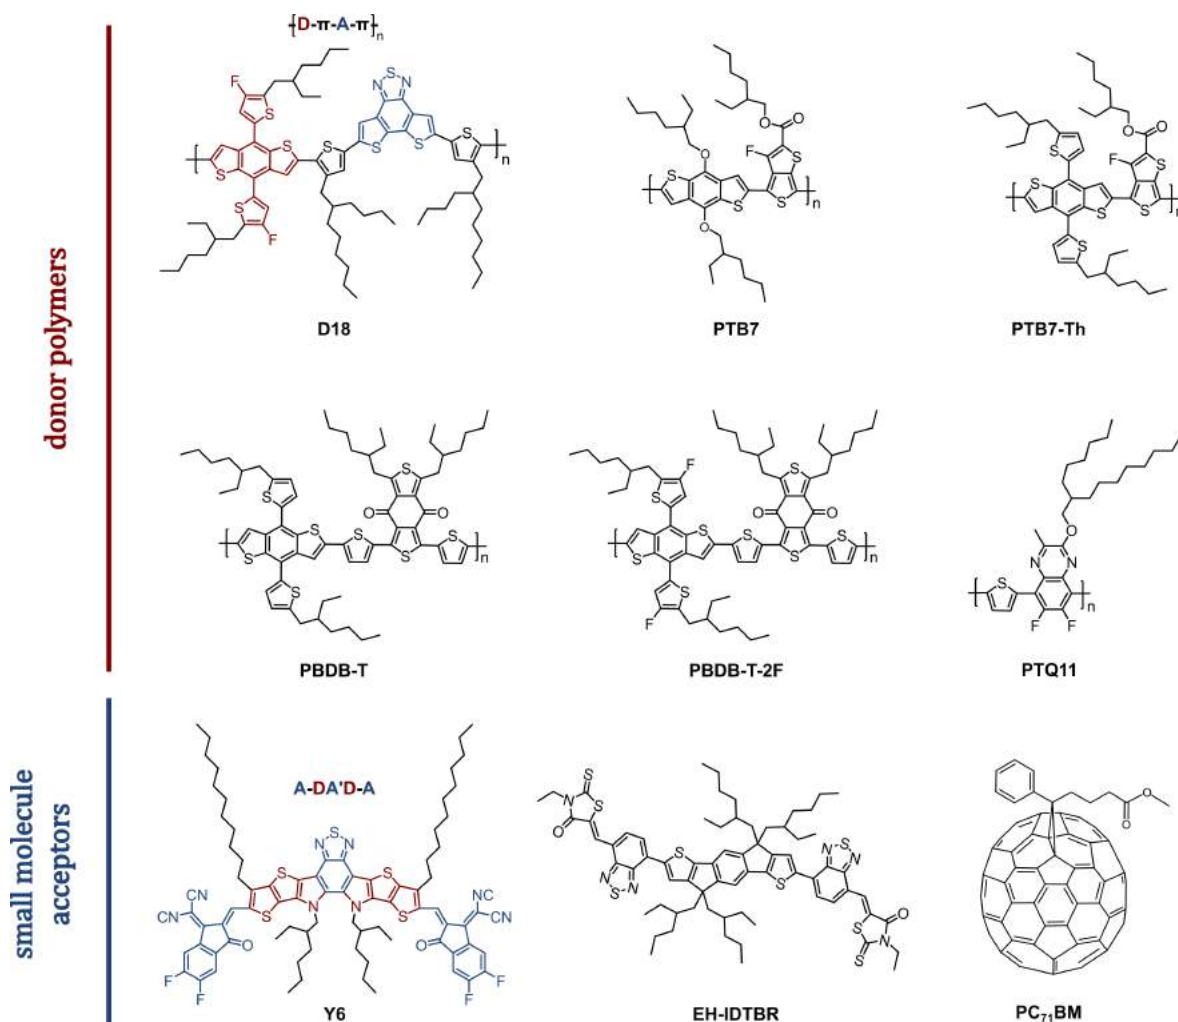 donor polymers
small molecule
acceptors
[D-π-A-π]n
D18
PTB7
PTB7-Th
PBDB-T
PBDB-T-2F
PTQ11
A-DA'D-A
Y6
EH-IDTBR
PC₇₁BM